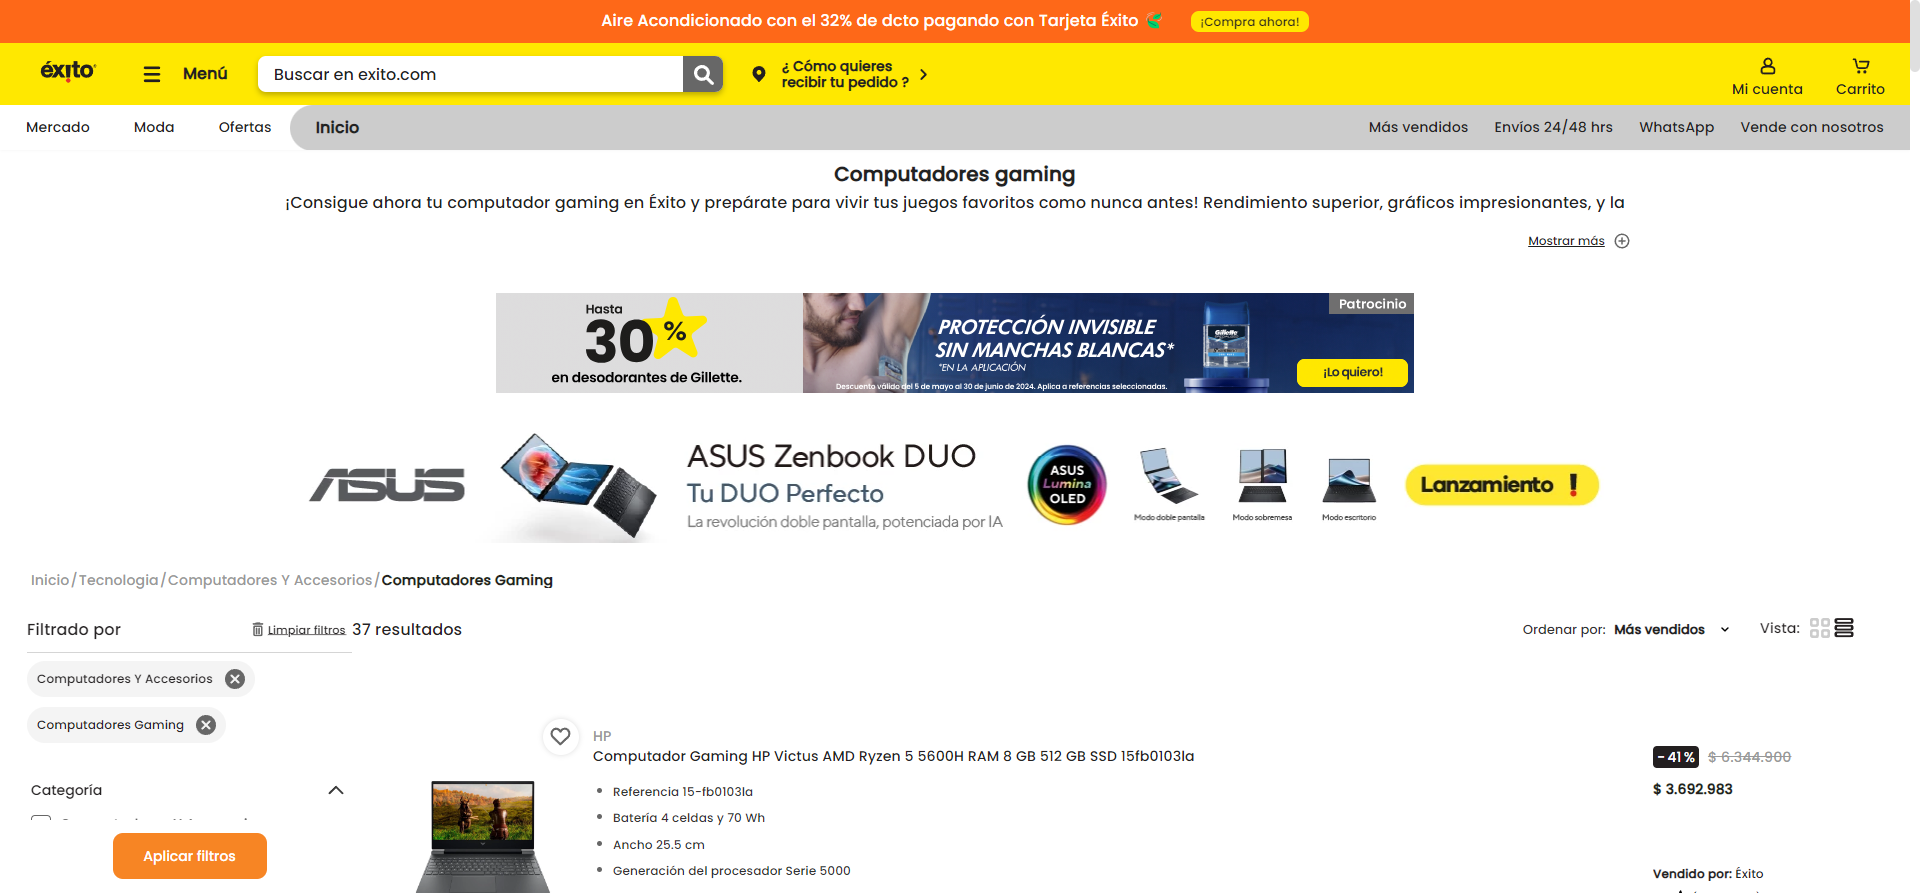 Aire Acondicionado con el 32% de dcto pagando con Tarjeta Éxito
¡Compra ahora!
éxito
Menú
Buscar en exito.com
¿ Cómo quieres
recibir tu pedido ?
Mi cuenta
Carrito
Mercado
Moda
Ofertas
Inicio
Más vendidos
Envíos 24/48 hrs
WhatsApp
Vende con nosotros
Computadores gaming
¡Consigue ahora tu computador gaming en Éxito y prepárate para vivir tus juegos favoritos como nunca antes! Rendimiento superior, gráficos impresionantes, y la
Mostrar más
Hasta
30%
en desodorantes de Gillette.
PROTECCIÓN INVISIBLE
SIN MANCHAS BLANCAS*
*EN LA APLICACIÓN
Descuento válido del 5 de mayo al 30 de junio de 2024. Aplica a referencias seleccionadas.
Gillette
Patrocinio
¡Lo quiero!
ASUS
ASUS Zenbook DUO
Tu DUO Perfecto
La revolución doble pantalla, potenciada por IA
ASUS
Lumina
OLED
Modo doble pantalla
Modo sobremesa
Modo escritorio
Lanzamiento !
Inicio/Tecnologia/Computadores Y Accesorios/Computadores Gaming
Filtrado por
Limpiar filtros
37 resultados
Ordenar por: Más vendidos
Vista:
Computadores Y Accesorios
Computadores Gaming
Categoría
Aplicar filtros
HP
Computador Gaming HP Victus AMD Ryzen 5 5600H RAM 8 GB 512 GB SSD 15fb0103la
Referencia 15-fb0103la
Batería 4 celdas y 70 Wh
Ancho 25.5 cm
Generación del procesador Serie 5000
- 41 %
$ 6.344.900
$ 3.692.983
Vendido por: Éxito